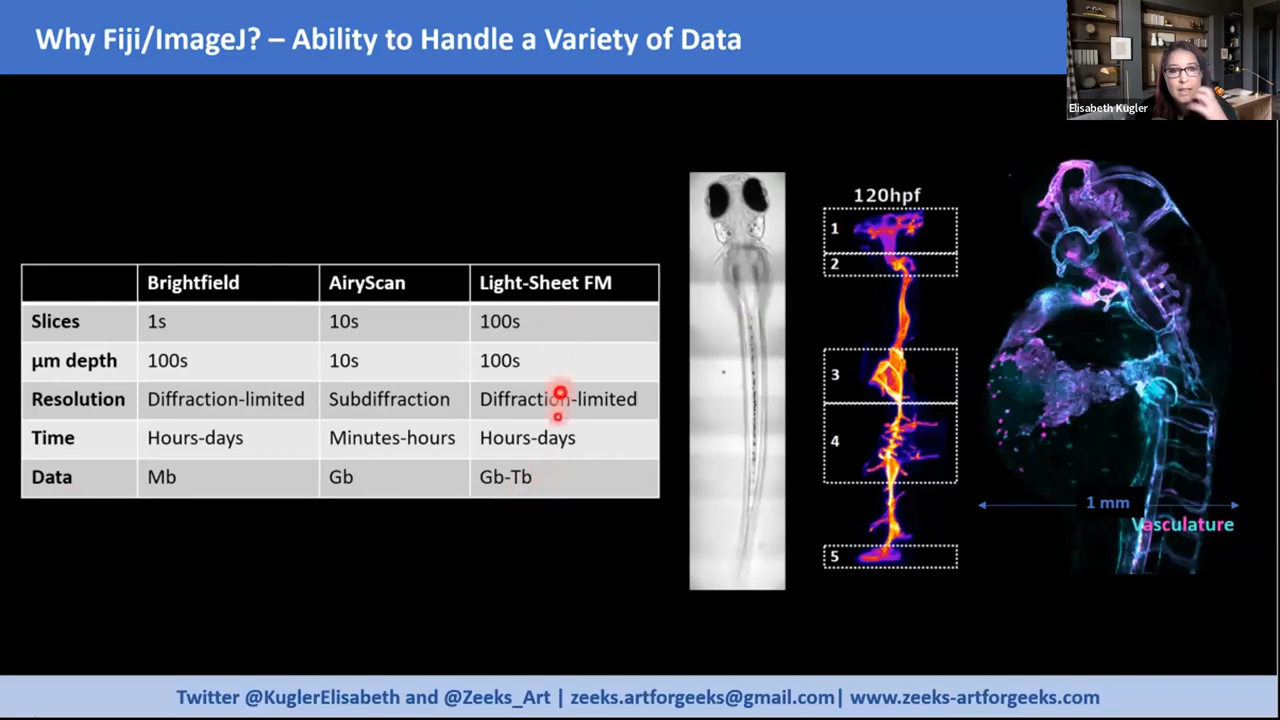 Why Fiji/ImageJ? – Ability to Handle a Variety of Data
Elisabeth Kugler
Brightfield AiryScan Light-Sheet FM
Slices 1s 10s 100s
µm depth 100s 10s 100s
Resolution Diffraction-limited Subdiffraction Diffraction-limited
Time Hours-days Minutes-hours Hours-days
Data Mb Gb Gb-Tb
120hpf
1
2
3
4
5
1 mm
Vasculature
Twitter @KuglerElisabeth and @Zeeks_Art | zeeks.artforgeeks@gmail.com| www.zeeks-artforgeeks.com